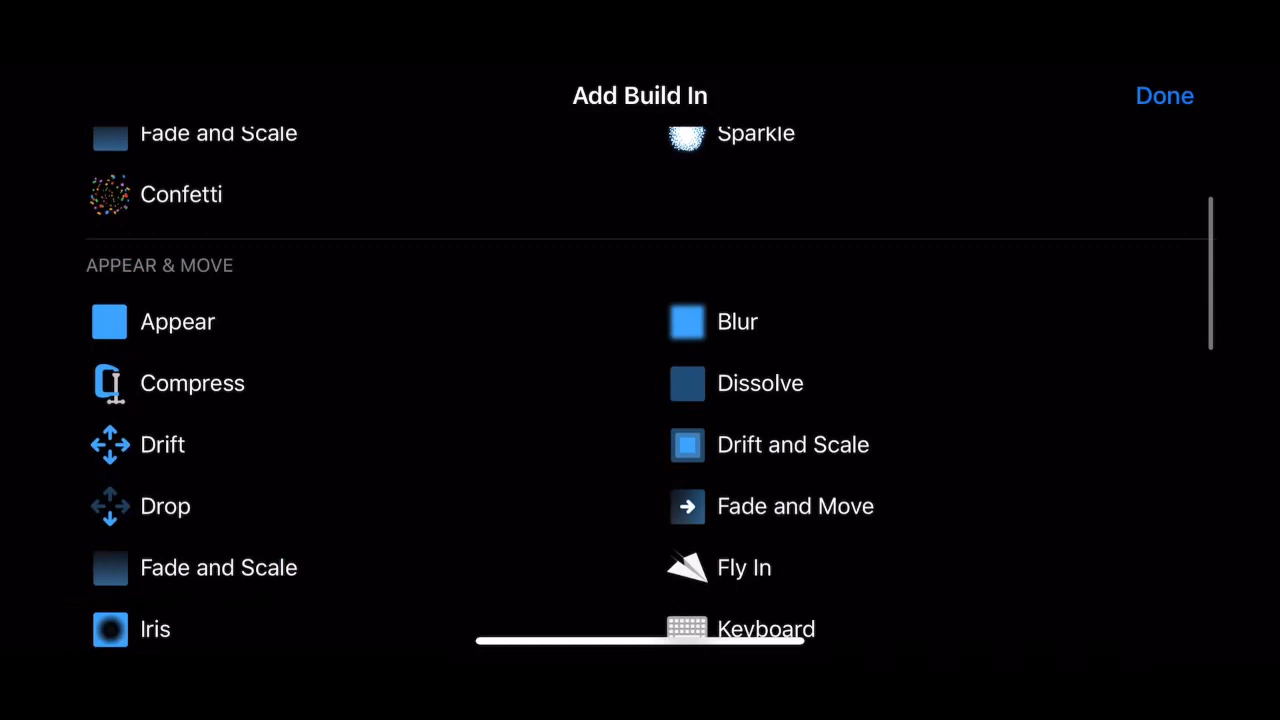 Add Build In
Done
Fade and Scale
Sparkle
Confetti
APPEAR & MOVE
Appear
Blur
Compress
Dissolve
Drift
Drift and Scale
Drop
Fade and Move
Fade and Scale
Fly In
Iris
Keyboard